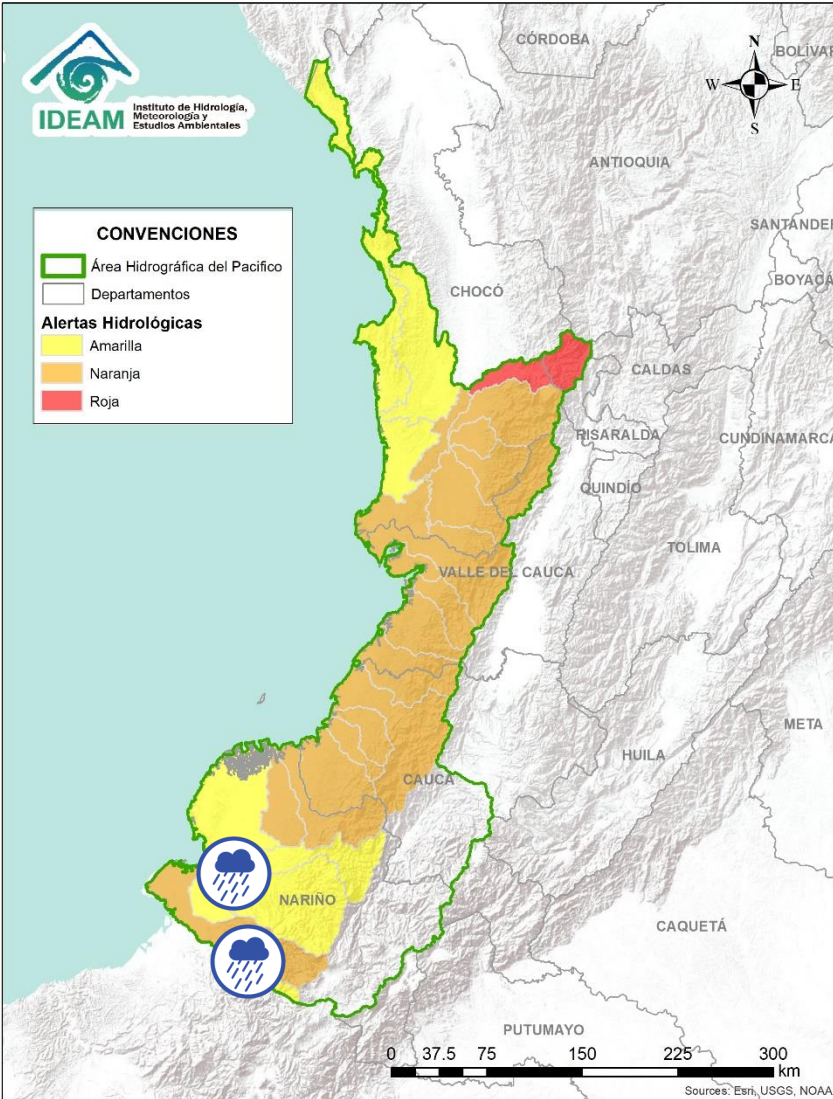 IDEAM
Instituto de Hidrología,
Meteorología y
Estudios Ambientales
N
W
E
S
CÓRDOBA
BOLÍVAR
ANTIOQUIA
SANTANDER
BOYACÁ
CONVENCIONES
Área Hidrográfica del Pacifico
Departamentos
Alertas Hidrológicas
Amarilla
Naranja
Roja
CHOCÓ
CALDAS
RISARALDA
CUNDINAMARCA
QUINDÍO
TOLIMA
VALLE DEL CAUCA
META
HUILA
CAUCA
NARIÑO
CAQUETÁ
PUTUMAYO
0 37.5 75 150 225 300
km
Sources: Esri, USGS, NOAA